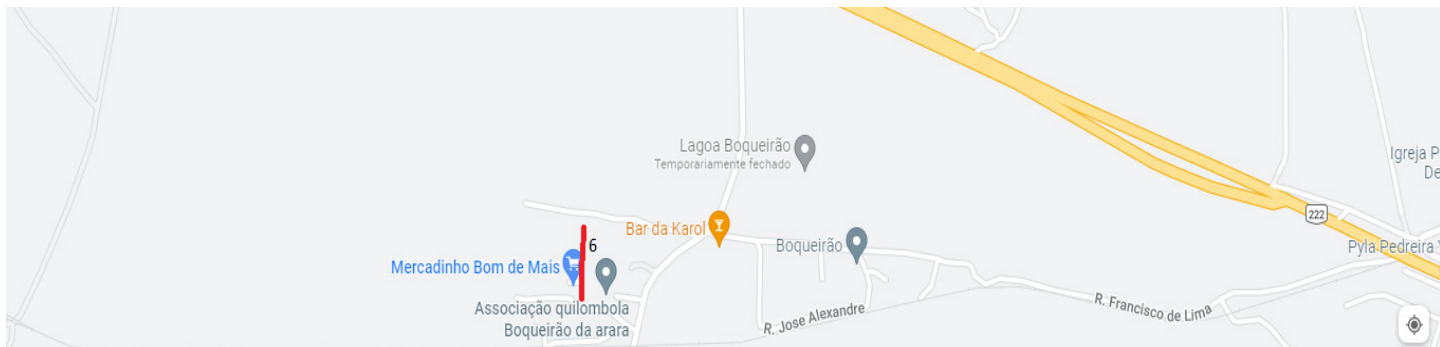 Lagoa Boqueirão
Temporariamente fechado
Igreja P
De
222
Bar da Karol
6
Boqueirão
Pyla Pedreira
Mercadinho Bom de Mais
Associação quilombola
Boqueirão da arara
R. Jose Alexandre
R. Francisco de Lima